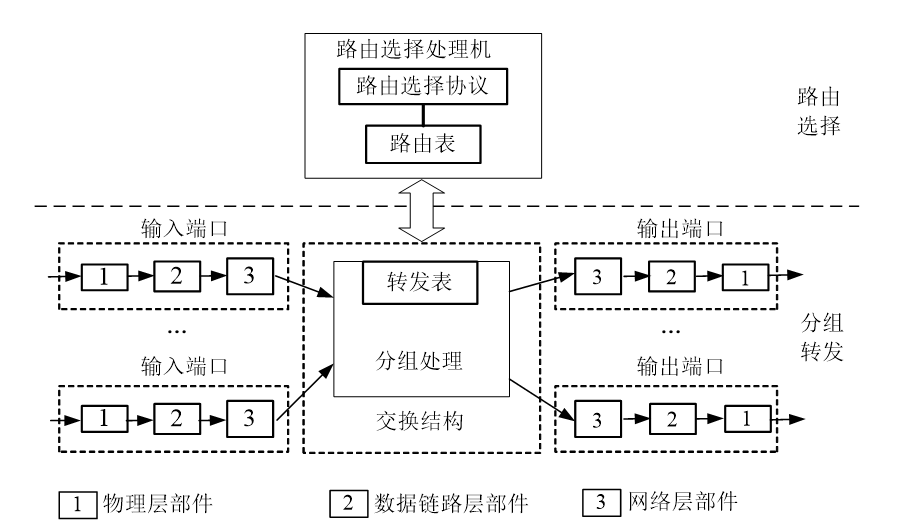 路由选择处理机
路由选择协议
路由表
路由
选择
输入端口
输出端口
1 2 3
转发表
3 2 1
...
...
分组
转发
输入端口
分组处理
输出端口
1 2 3
交换结构
3 2 1
1 物理层部件
2 数据链路层部件
3 网络层部件